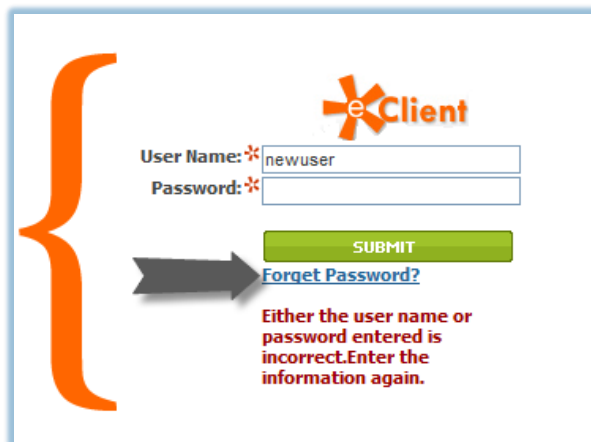 eClient
User Name:* newuser
Password:*
SUBMIT
Forget Password?
Either the user name or
password entered is
incorrect.Enter the
information again.